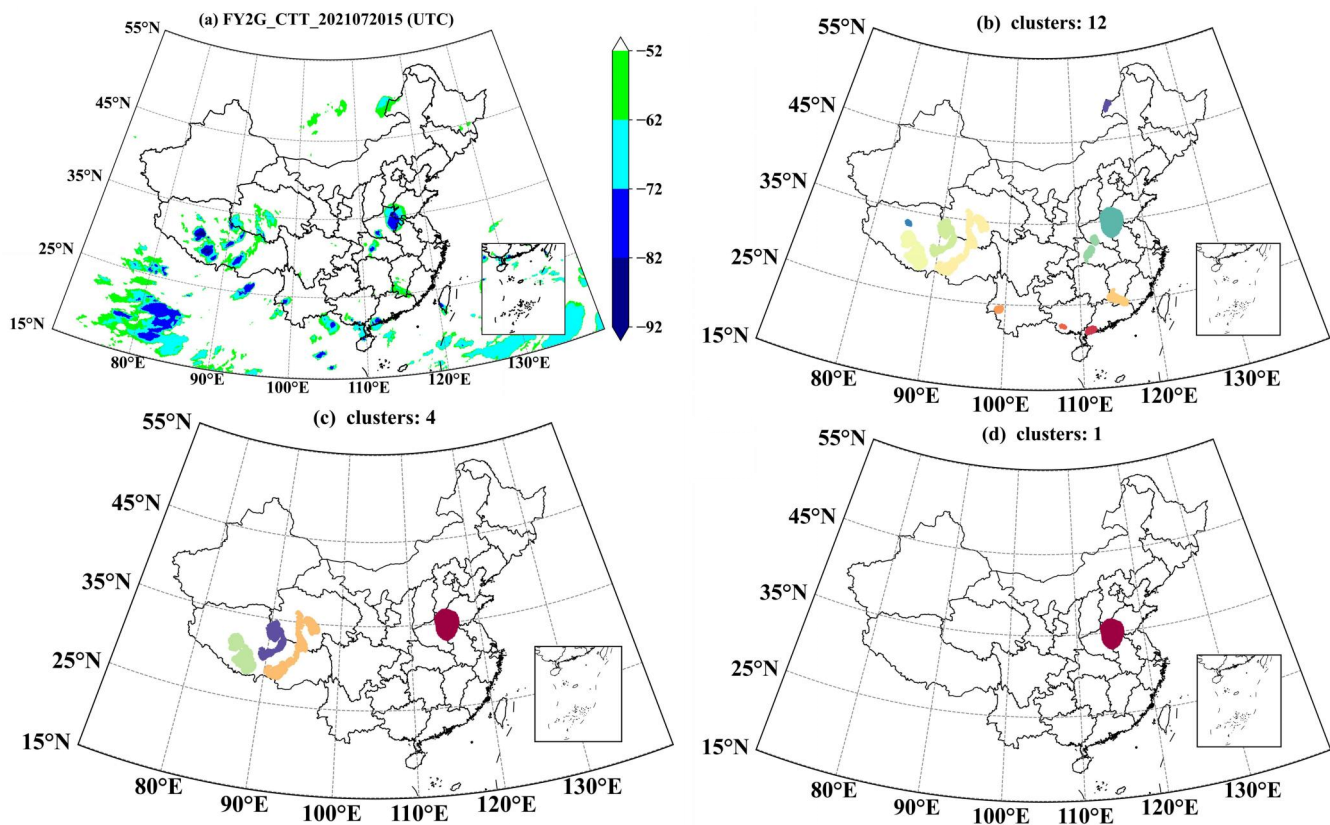 (a) FY2G_CTT_2021072015 (UTC)
55°N
45°N
35°N
25°N
15°N
80°E
90°E
100°E
110°E
120°E
130°E
−52
−62
−72
−82
−92
(b) clusters: 12
55°N
45°N
35°N
25°N
15°N
80°E
90°E
100°E
110°E
120°E
130°E
(c) clusters: 4
55°N
45°N
35°N
25°N
15°N
80°E
90°E
100°E
110°E
120°E
130°E
(d) clusters: 1
55°N
45°N
35°N
25°N
15°N
80°E
90°E
100°E
110°E
120°E
130°E